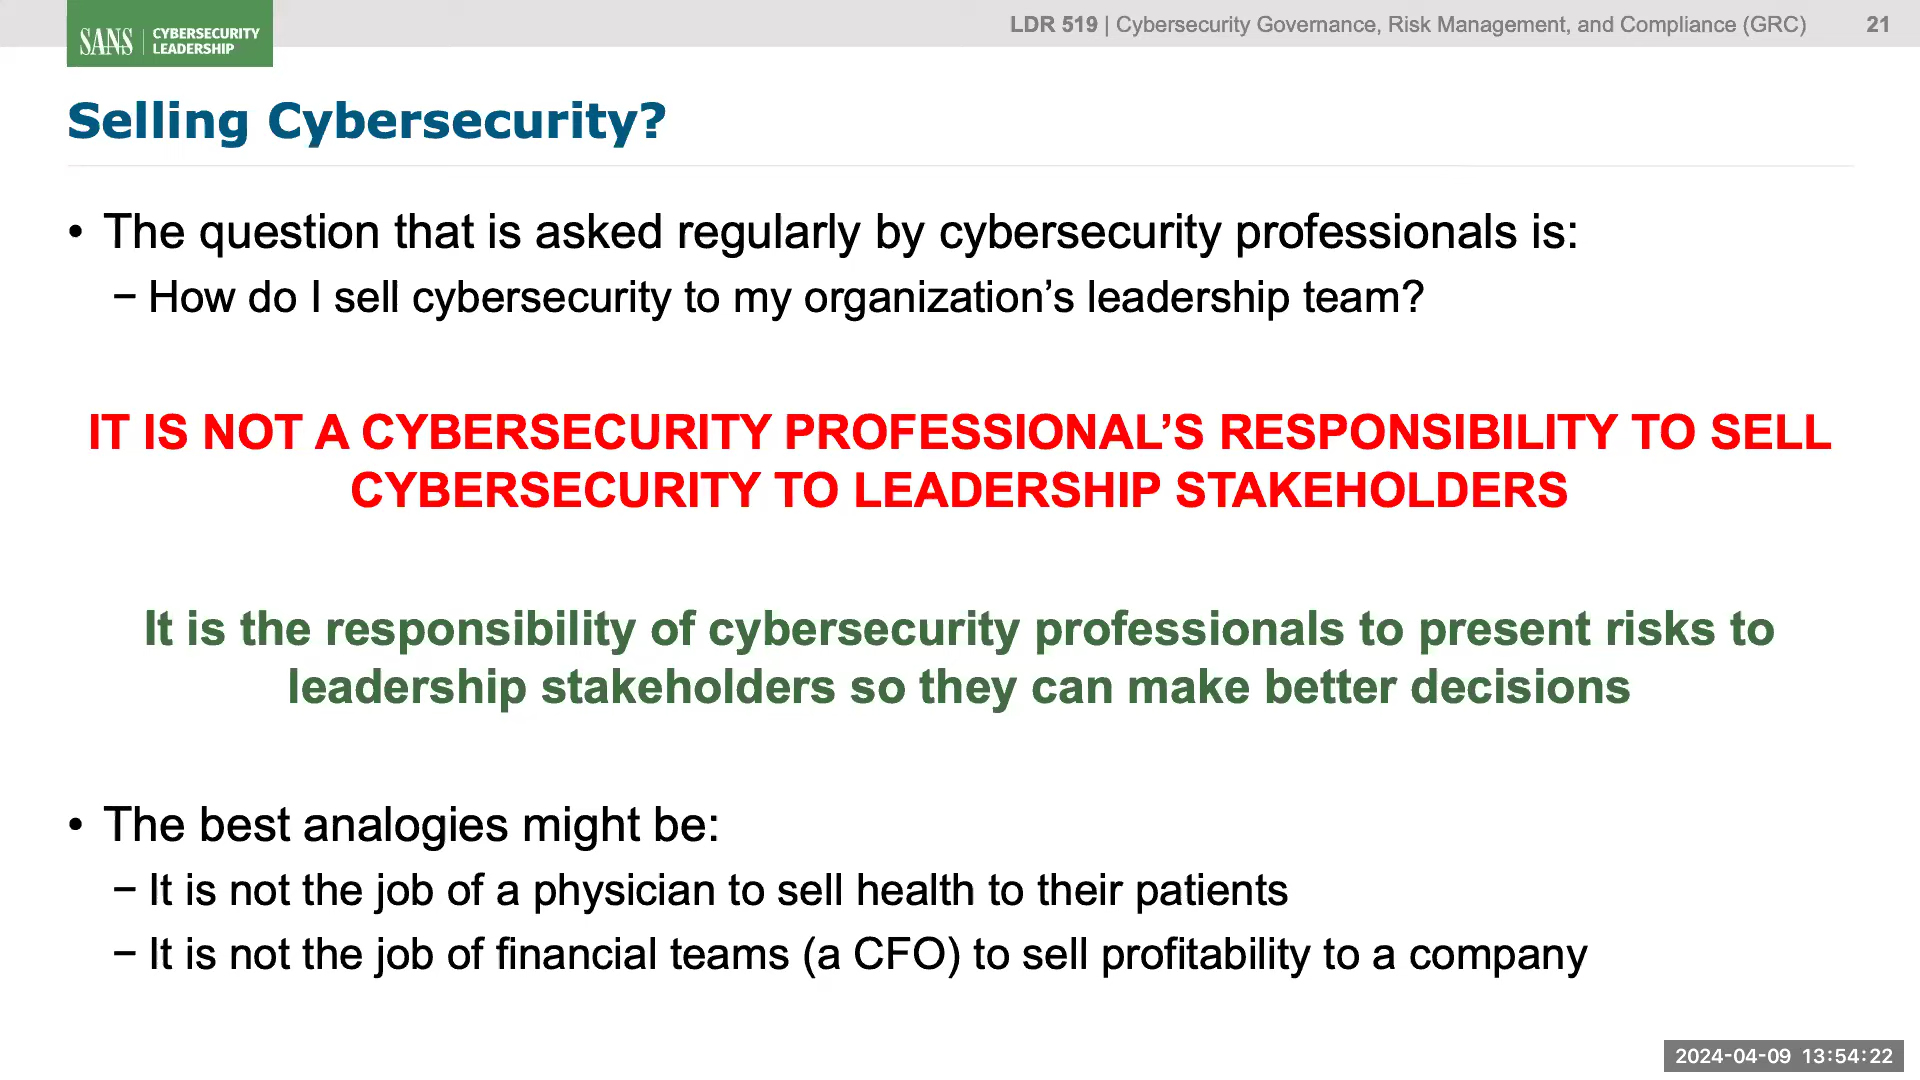 SANS | CYBERSECURITY LEADERSHIP
LDR 519 | Cybersecurity Governance, Risk Management, and Compliance (GRC) 21
Selling Cybersecurity?
• The question that is asked regularly by cybersecurity professionals is:
− How do I sell cybersecurity to my organization’s leadership team?
IT IS NOT A CYBERSECURITY PROFESSIONAL’S RESPONSIBILITY TO SELL
CYBERSECURITY TO LEADERSHIP STAKEHOLDERS
It is the responsibility of cybersecurity professionals to present risks to
leadership stakeholders so they can make better decisions
• The best analogies might be:
− It is not the job of a physician to sell health to their patients
− It is not the job of financial teams (a CFO) to sell profitability to a company
2024-04-09 13:54:22